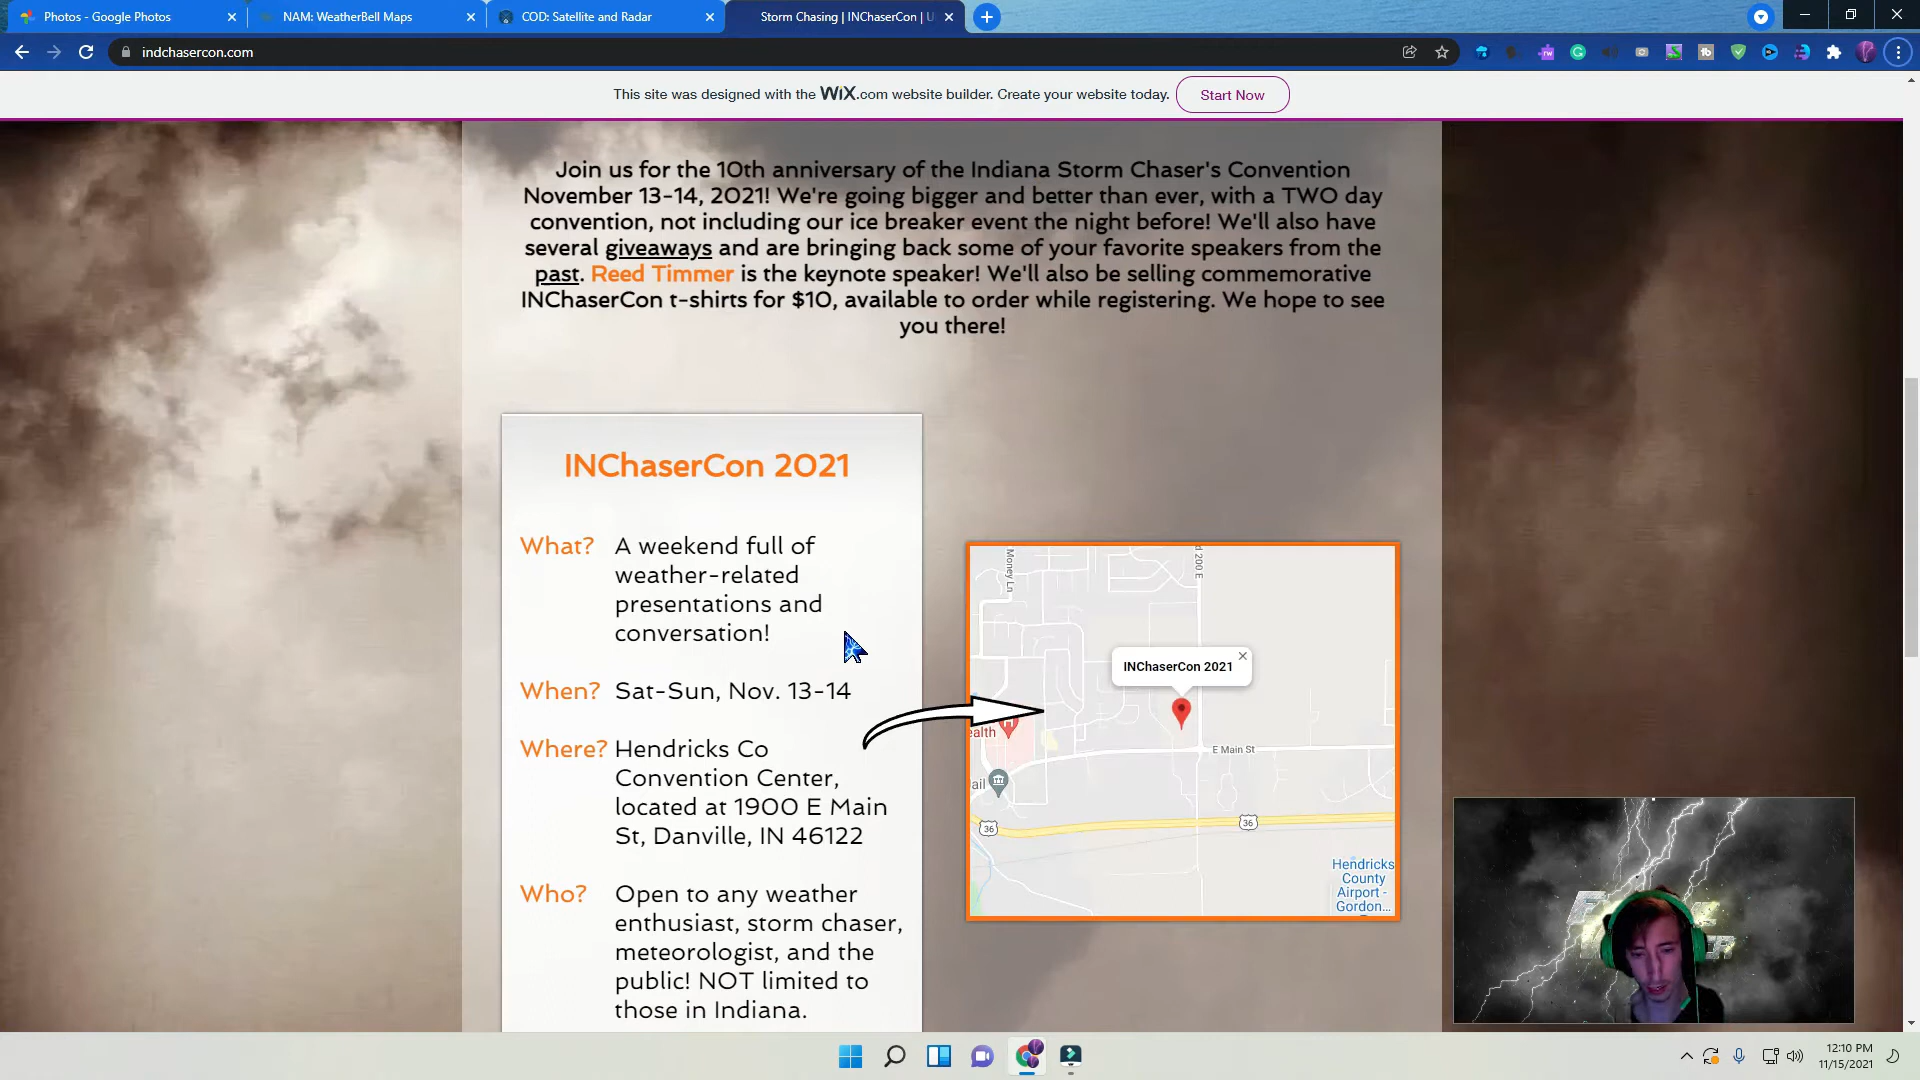 Photos - Google Photos
NAM: WeatherBell Maps
COD: Satellite and Radar
Storm Chasing | INChaserCon | U
indchasercon.com
This site was designed with the WiX.com website builder. Create your website today.
Start Now
Join us for the 10th anniversary of the Indiana Storm Chaser's Convention
November 13-14, 2021! We're going bigger and better than ever, with a TWO day
convention, not including our ice breaker event the night before! We'll also have
several giveaways and are bringing back some of your favorite speakers from the
past. Reed Timmer is the keynote speaker! We'll also be selling commemorative
INChaserCon t-shirts for $10, available to order while registering. We hope to see
you there!
INChaserCon 2021
What? A weekend full of
weather-related
presentations and
conversation!
When? Sat-Sun, Nov. 13-14
Where? Hendricks Co
Convention Center,
located at 1900 E Main
St, Danville, IN 46122
Who? Open to any weather
enthusiast, storm chaser,
meteorologist, and the
public! NOT limited to
those in Indiana.
Money Ln
d 200 E
INChaserCon 2021
H
ealth
E Main St
ail
36
36
Hendricks
County
Airport -
Gordon...
12:10 PM
11/15/2021